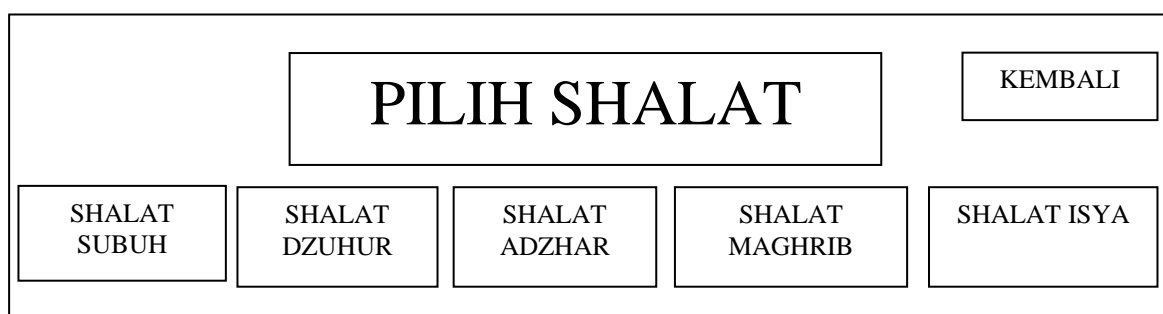 PILIH SHALAT
KEMBALI
SHALAT
SUBUH
SHALAT
DZUHUR
SHALAT
ADZHAR
SHALAT
MAGHRIB
SHALAT ISYA